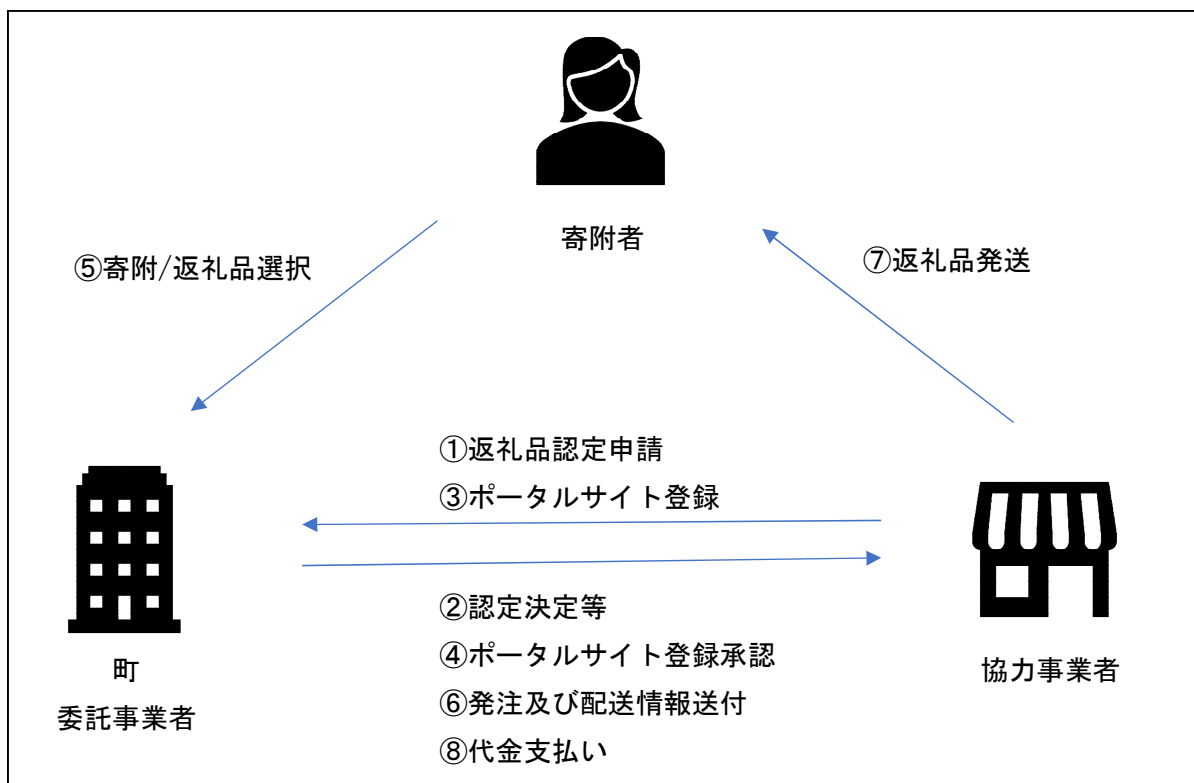 寄附者
⑤寄附/返礼品選択
⑦返礼品発送
①返礼品認定申請
③ポータルサイト登録
②認定決定等
④ポータルサイト登録承認
⑥発注及び配送情報送付
⑧代金支払い
町
委託事業者
協力事業者